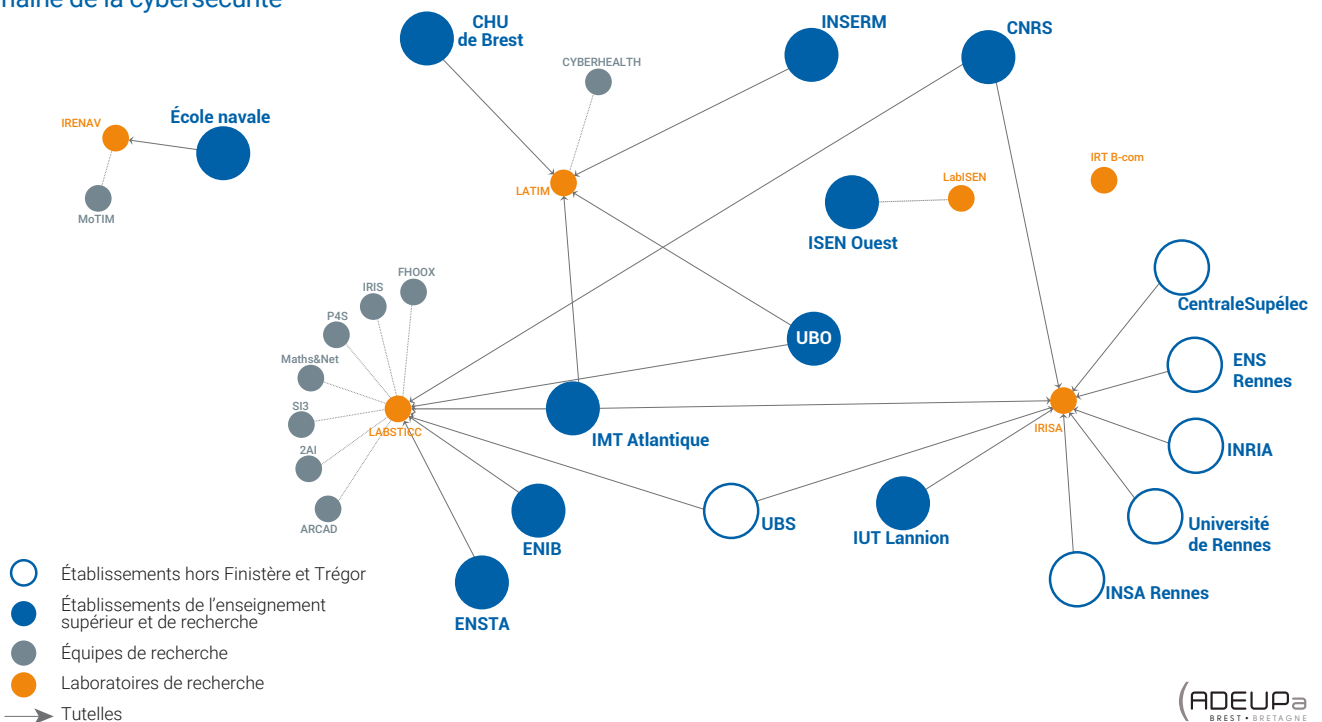 maine de la cybersécurité
CHU
de Brest
INSERM
CNRS
CYBERHEALTH
IRENAV
École navale
IRT B-com
LATIM
LabISEN
MoTIM
ISEN Ouest
FHOOX
IRIS
CentraleSupélec
P4S
UBO
Maths&Net
ENS
Rennes
SI3
LABSTICC
IMT Atlantique
IRISA
2AI
INRIA
ARCAD
ENIB
UBS
IUT Lannion
Université
de Rennes
INSA Rennes
ENSTA
Établissements hors Finistère et Trégor
Établissements de l'enseignement
supérieur et de recherche
Équipes de recherche
Laboratoires de recherche
Tutelles
ADEUPa
BREST • BRETAGNE